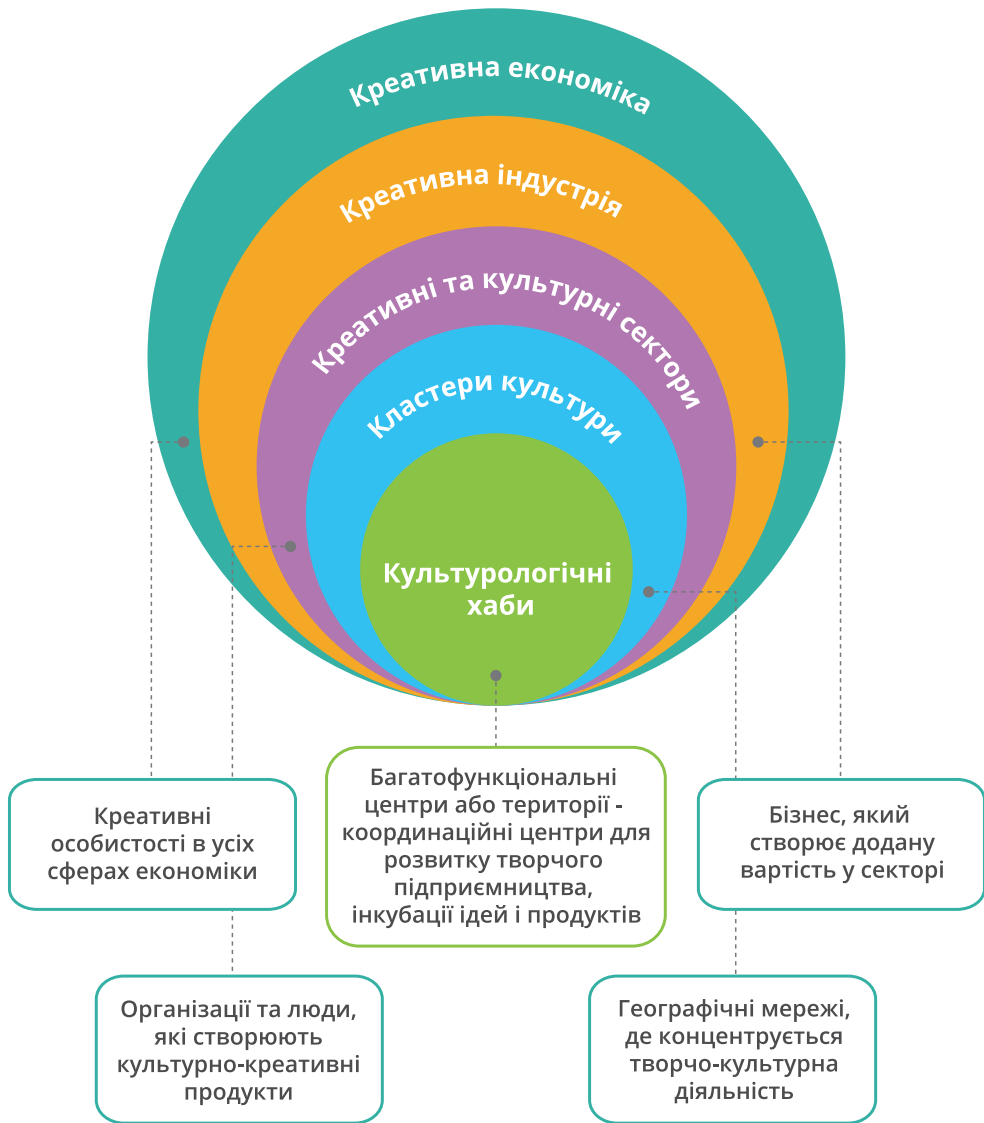 Креативна економіка
Креативна індустрія
Креативні та культурні сектори
Кластери культури
Культурологічні
хаби
Креативні
особистості в усіх
сферах економіки
Багатофункціональні
центри або території -
координаційні центри для
розвитку творчого
підприємництва,
інкубації ідей і продуктів
Бізнес, який
створює додану
вартість у секторі
Організації та люди,
які створюють
культурно-креативні
продукти
Географічні мережі,
де концентрується
творчо-культурна
діяльність